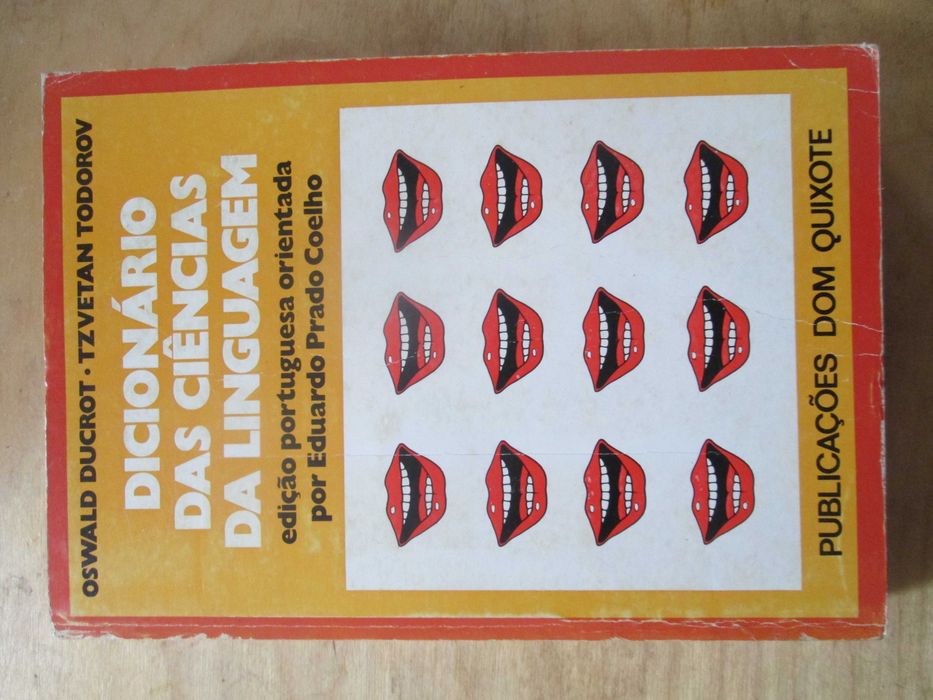 OSWALD DUCROT · TZVETAN TODOROV
DICIONÁRIO
DAS CIÊNCIAS
DA LINGUAGEM
edição portuguesa orientada
por Eduardo Prado Coelho
PUBLICAÇÕES DOM QUIXOTE